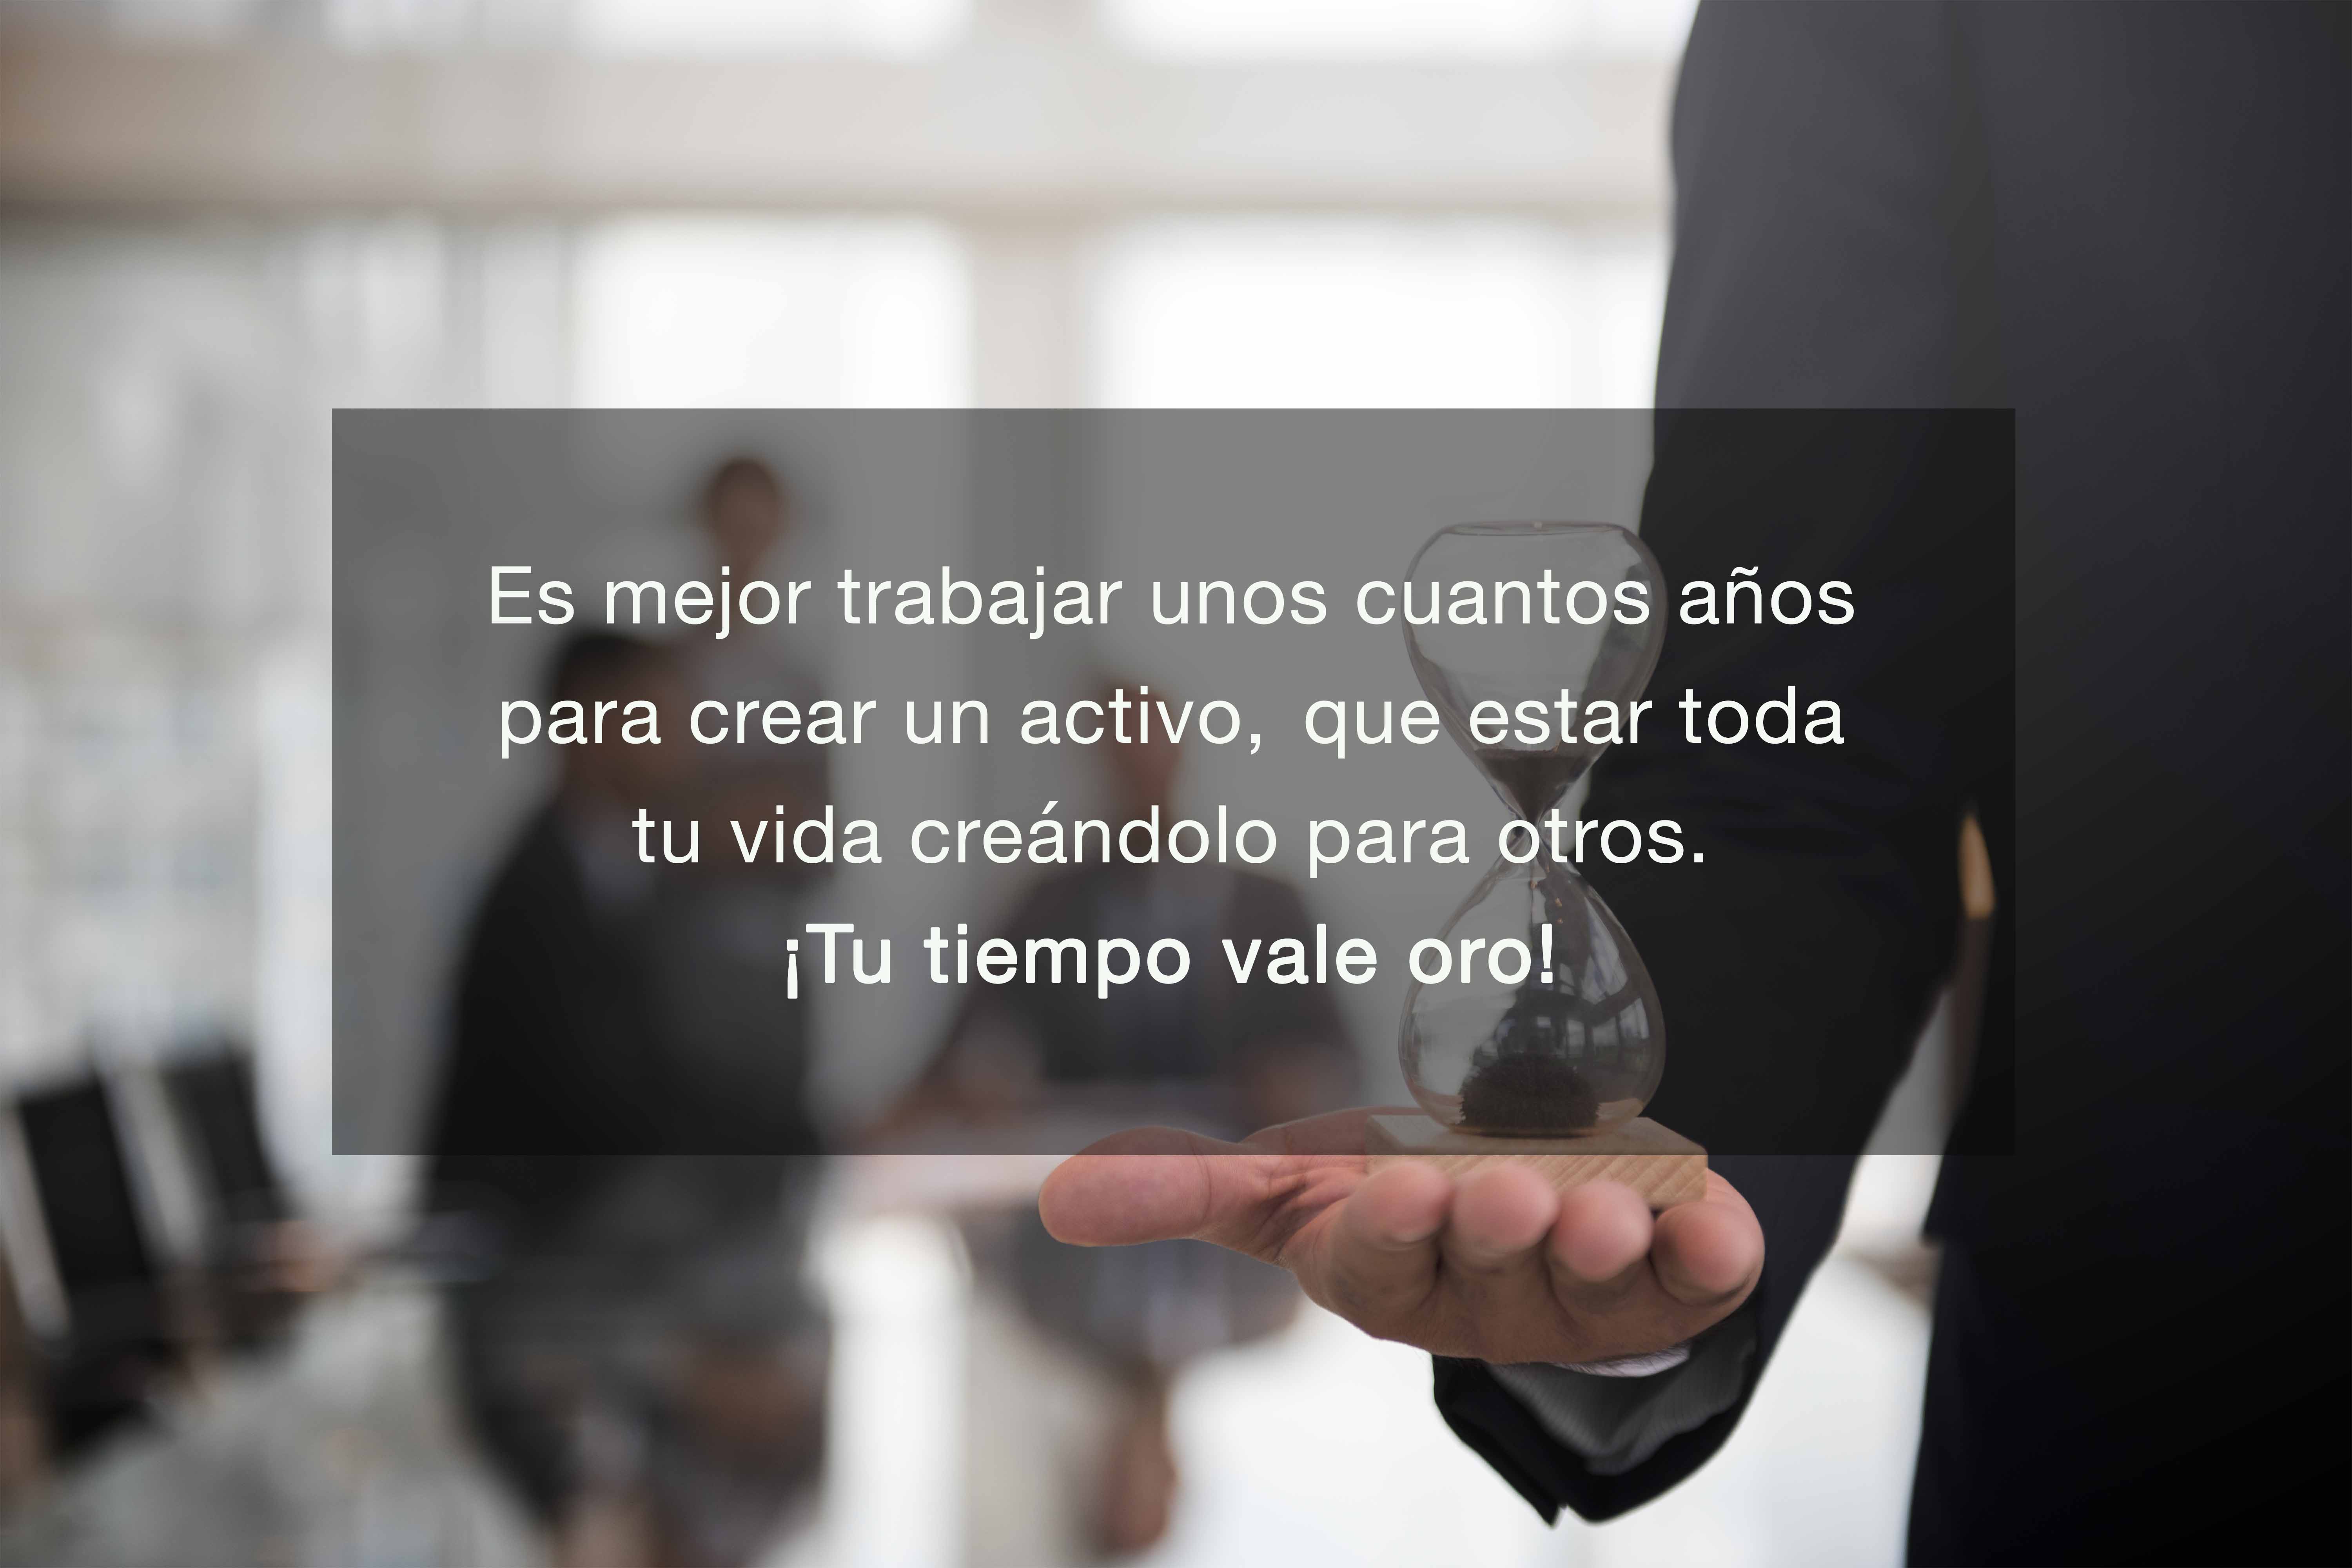 Es mejor trabajar unos cuantos años
para crear un activo, que estar toda
tu vida creándolo para otros.
¡Tu tiempo vale oro!